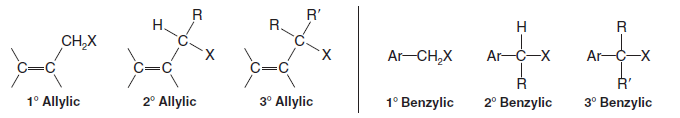 CH₂X
C=C
1° Allylic
H R
C
X
C=C
2° Allylic
R R′
C
X
C=C
3° Allylic
Ar—CH₂X
1° Benzylic
H
Ar—C—X
R
2° Benzylic
R
Ar—C—X
R′
3° Benzylic